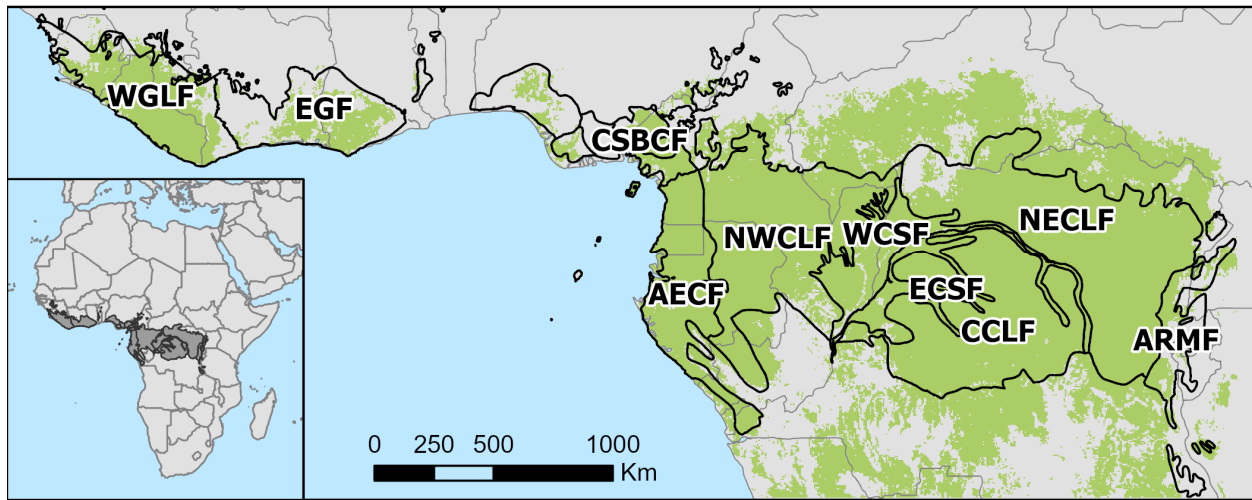 WGLF
EGF
CSBCF
NECLF
NWCLF
WCSF
AECF
ECSF
CCLF
ARMF
0 250 500 1000
Km